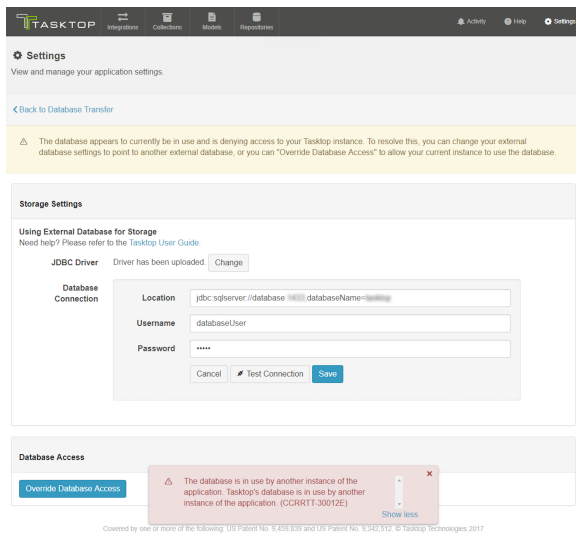 TASKTOP
Integrations
Collections
Models
Repositories
Activity
Help
Settings
Settings
View and manage your application settings.
Back to Database Transfer
The database appears to currently be in use and is denying access to your Tasktop instance. To resolve this, you can change your external
database settings to point to another external database, or you can "Override Database Access" to allow your current instance to use the database.
Storage Settings
Using External Database for Storage
Need help? Please refer to the Tasktop User Guide.
JDBC Driver
Driver has been uploaded.
Change
Database
Connection
Location
jdbc:sqlserver://database databaseName=
Username
databaseUser
Password
•••••
Cancel
Test Connection
Save
Database Access
Override Database Access
The database is in use by another instance of the
application. Tasktop's database is in use by another
instance of the application. (CCRRTT-30012E)
Show less
Covered by one or more of the following: US Patent No. 9,459,839 and US Patent No. 9,342,512. © Tasktop Technologies 2017